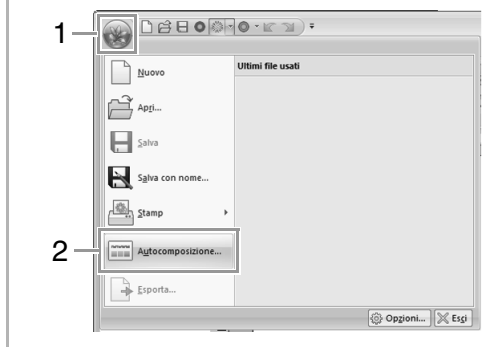 1
Nuovo
Ultimi file usati
Apri...
Salva
Salva con nome...
Stamp
2
Autocomposizione...
Esporta...
Opzioni...
Esci